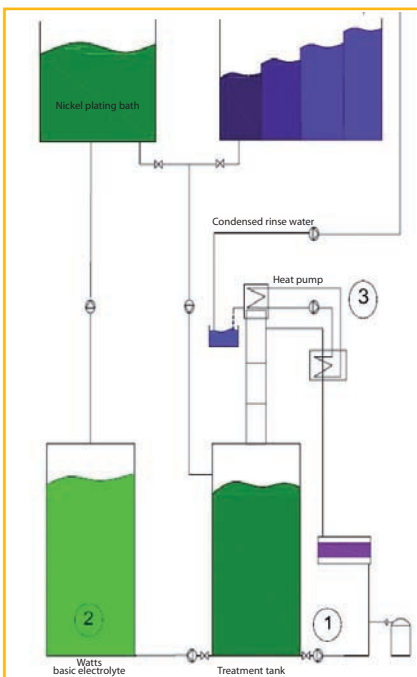 Nickel plating bath
Condensed rinse water
Heat pump
3
2
1
Watts
basic electrolyte
Treatment tank